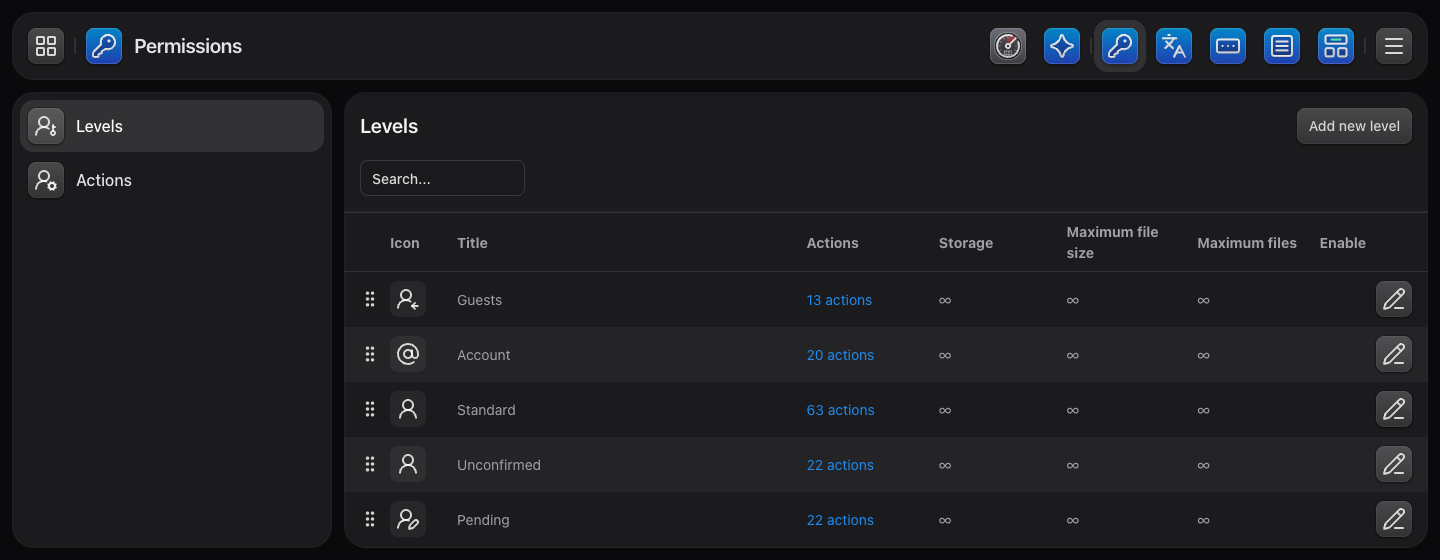 Permissions
Levels
Actions
Levels
Add new level
Search...
Icon Title Actions Storage Maximum file size Maximum files Enable
Guests 13 actions ∞ ∞ ∞
Account 20 actions ∞ ∞ ∞
Standard 63 actions ∞ ∞ ∞
Unconfirmed 22 actions ∞ ∞ ∞
Pending 22 actions ∞ ∞ ∞